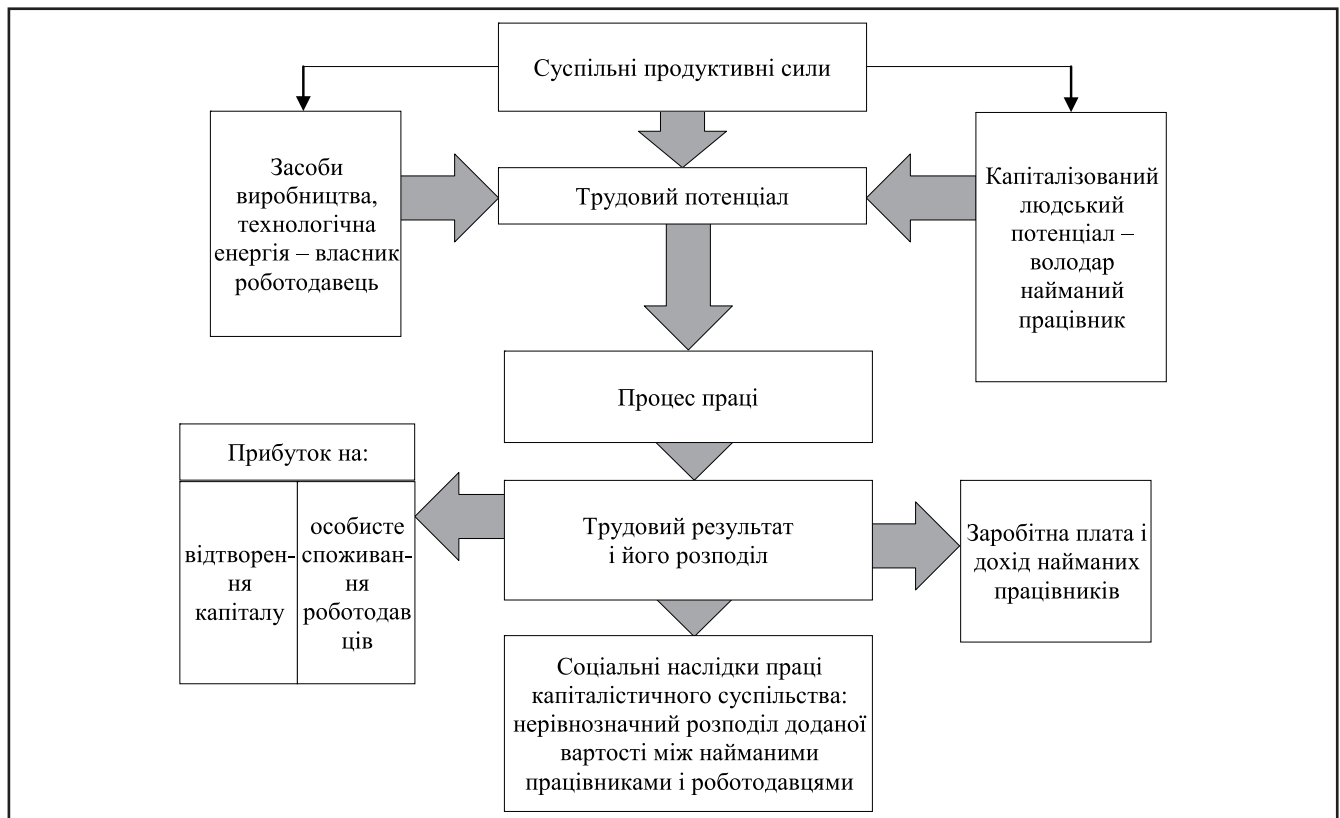 Суспільні продуктивні сили
Засоби
виробництва,
технологічна
енергія – власник
роботодавець
Трудовий потенціал
Капіталізований
людський
потенціал –
володар
найманий
працівник
Процес праці
Прибуток на:
відтворен-
ня
капіталу
особисте
споживан-
ня
роботодав
ців
Трудовий результат
і його розподіл
Заробітна плата і
дохід найманих
працівників
Соціальні наслідки праці
капіталістичного суспільства:
нерівнозначний розподіл доданої
вартості між найманими
працівниками і роботодавцями